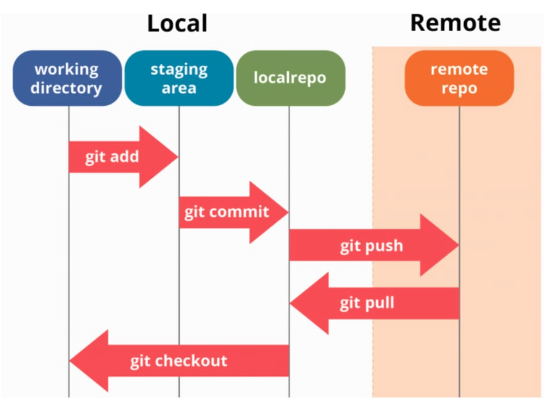 Local
Remote
working
directory
staging
area
localrepo
remote
repo
git add
git commit
git push
git pull
git checkout